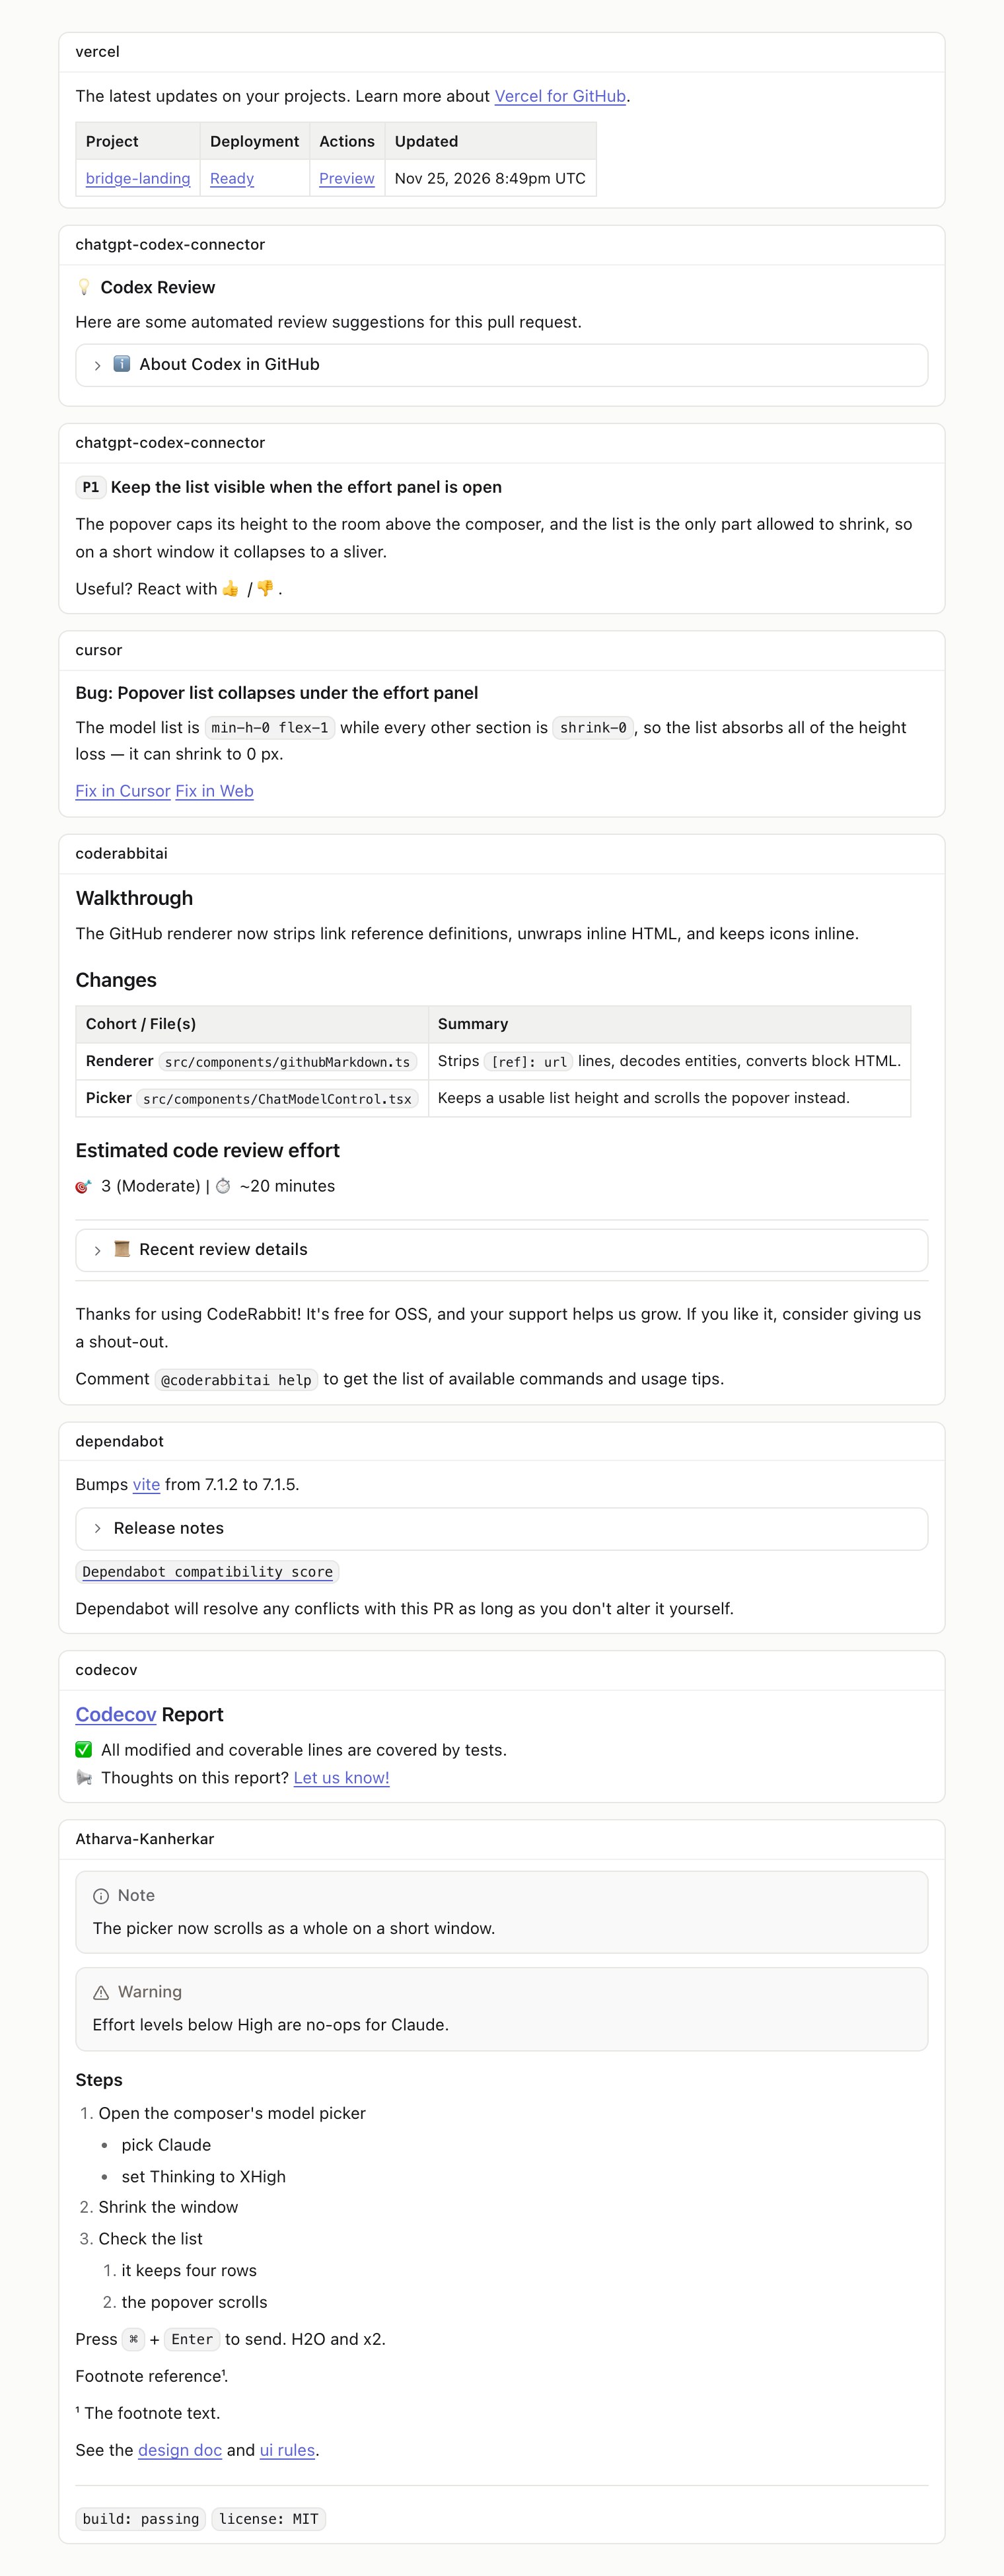 vercel
The latest updates on your projects. Learn more about Vercel for GitHub.
Project Deployment Actions Updated
bridge-landing Ready Preview Nov 25, 2026 8:49pm UTC
chatgpt-codex-connector
💡 Codex Review
Here are some automated review suggestions for this pull request.
ℹ️ About Codex in GitHub
chatgpt-codex-connector
P1 Keep the list visible when the effort panel is open
The popover caps its height to the room above the composer, and the list is the only part allowed to shrink, so
on a short window it collapses to a sliver.
Useful? React with 👍 / 👎.
cursor
Bug: Popover list collapses under the effort panel
The model list is min-h-0 flex-1 while every other section is shrink-0, so the list absorbs all of the height
loss — it can shrink to 0 px.
Fix in Cursor Fix in Web
coderabbitai
Walkthrough
The GitHub renderer now strips link reference definitions, unwraps inline HTML, and keeps icons inline.
Changes
Cohort / File(s) Summary
Renderer src/components/githubMarkdown.ts Strips [ref]: url lines, decodes entities, converts block HTML.
Picker src/components/ChatModelControl.tsx Keeps a usable list height and scrolls the popover instead.
Estimated code review effort
🎯 3 (Moderate) | ⏱️ ~20 minutes
📜 Recent review details
Thanks for using CodeRabbit! It's free for OSS, and your support helps us grow. If you like it, consider giving us
a shout-out.
Comment @coderabbitai help to get the list of available commands and usage tips.
dependabot
Bumps vite from 7.1.2 to 7.1.5.
Release notes
Dependabot compatibility score
Dependabot will resolve any conflicts with this PR as long as you don't alter it yourself.
codecov
Codecov Report
✅ All modified and coverable lines are covered by tests.
📢 Thoughts on this report? Let us know!
Atharva-Kanherkar
Note
The picker now scrolls as a whole on a short window.
Warning
Effort levels below High are no-ops for Claude.
Steps
1. Open the composer's model picker
• pick Claude
• set Thinking to XHigh
2. Shrink the window
3. Check the list
1. it keeps four rows
2. the popover scrolls
Press ⌘ + Enter to send. H2O and x2.
Footnote reference¹.
¹ The footnote text.
See the design doc and ui rules.
build: passing license: MIT